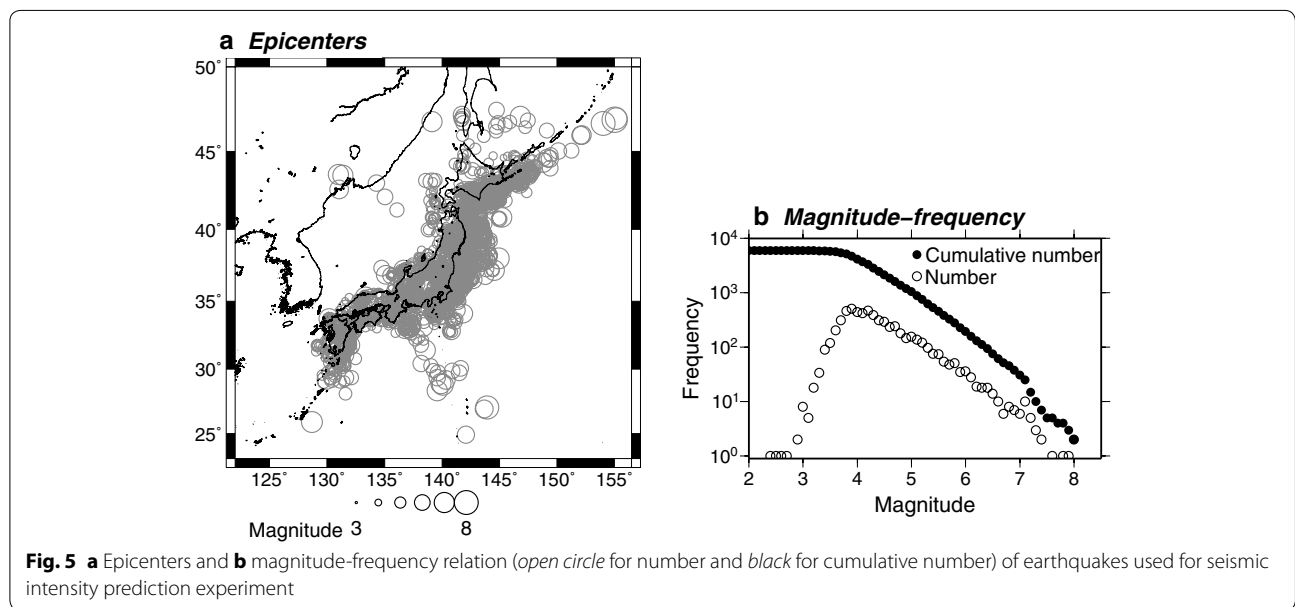 a Epicenters
50°
45°
40°
35°
30°
25°
125° 130° 135° 140° 145° 150° 155°
Magnitude 3 8
b Magnitude−frequency
10⁴
10³
10²
10¹
10⁰
Frequency
Cumulative number
Number
2 3 4 5 6 7 8
Magnitude
Fig. 5 a Epicenters and b magnitude-frequency relation (open circle for number and black for cumulative number) of earthquakes used for seismic
intensity prediction experiment